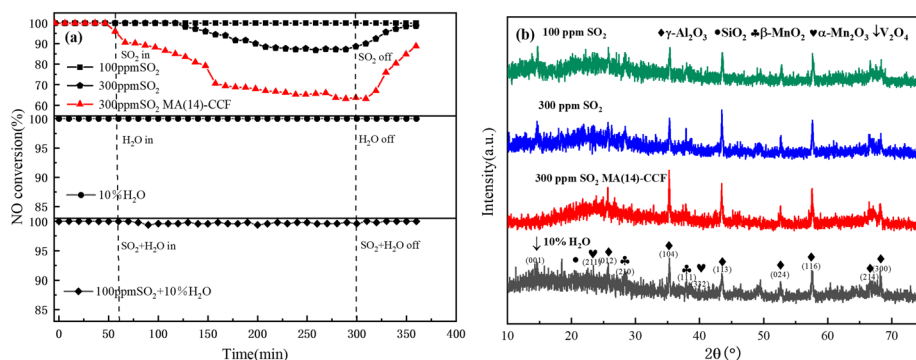 (a)
100
90
80
70
60
SO₂ in
SO₂ off
100ppmSO₂
300ppmSO₂
300ppmSO₂ MA(14)-CCF
100
95
90
85
H₂O in
H₂O off
10%H₂O
100
95
90
85
SO₂+H₂O in
SO₂+H₂O off
100ppmSO₂+10%H₂O
NO conversion(%)
0 50 100 150 200 250 300 350 400
Time(min)
(b)
♦γ-Al₂O₃ •SiO₂ ♣β-MnO₂ ♥α-Mn₂O₃ ↓V₂O₄
100 ppm SO₂
300 ppm SO₂
300 ppm SO₂ MA(14)-CCF
10% H₂O
(001) (211) (012) (210) (104) (111) (332) (113) (024) (116) (214) (300)
Intensity(a.u.)
10 20 30 40 50 60 70
2θ (°)